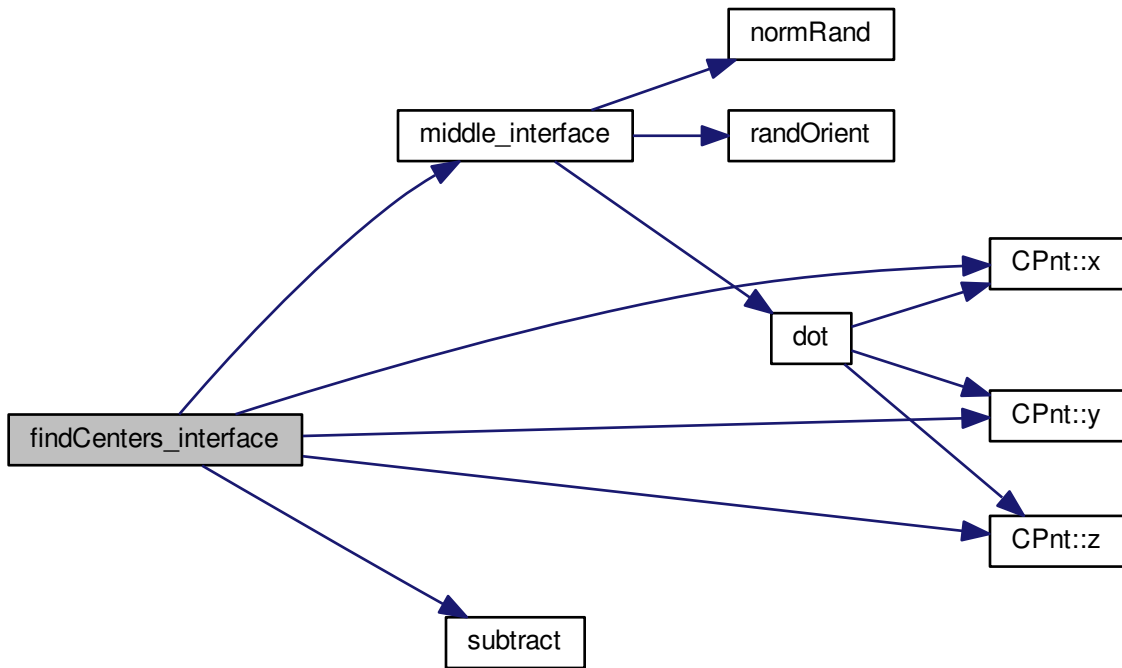 normRand
middle_interface
randOrient
CPnt::x
dot
CPnt::y
findCenters_interface
CPnt::z
subtract